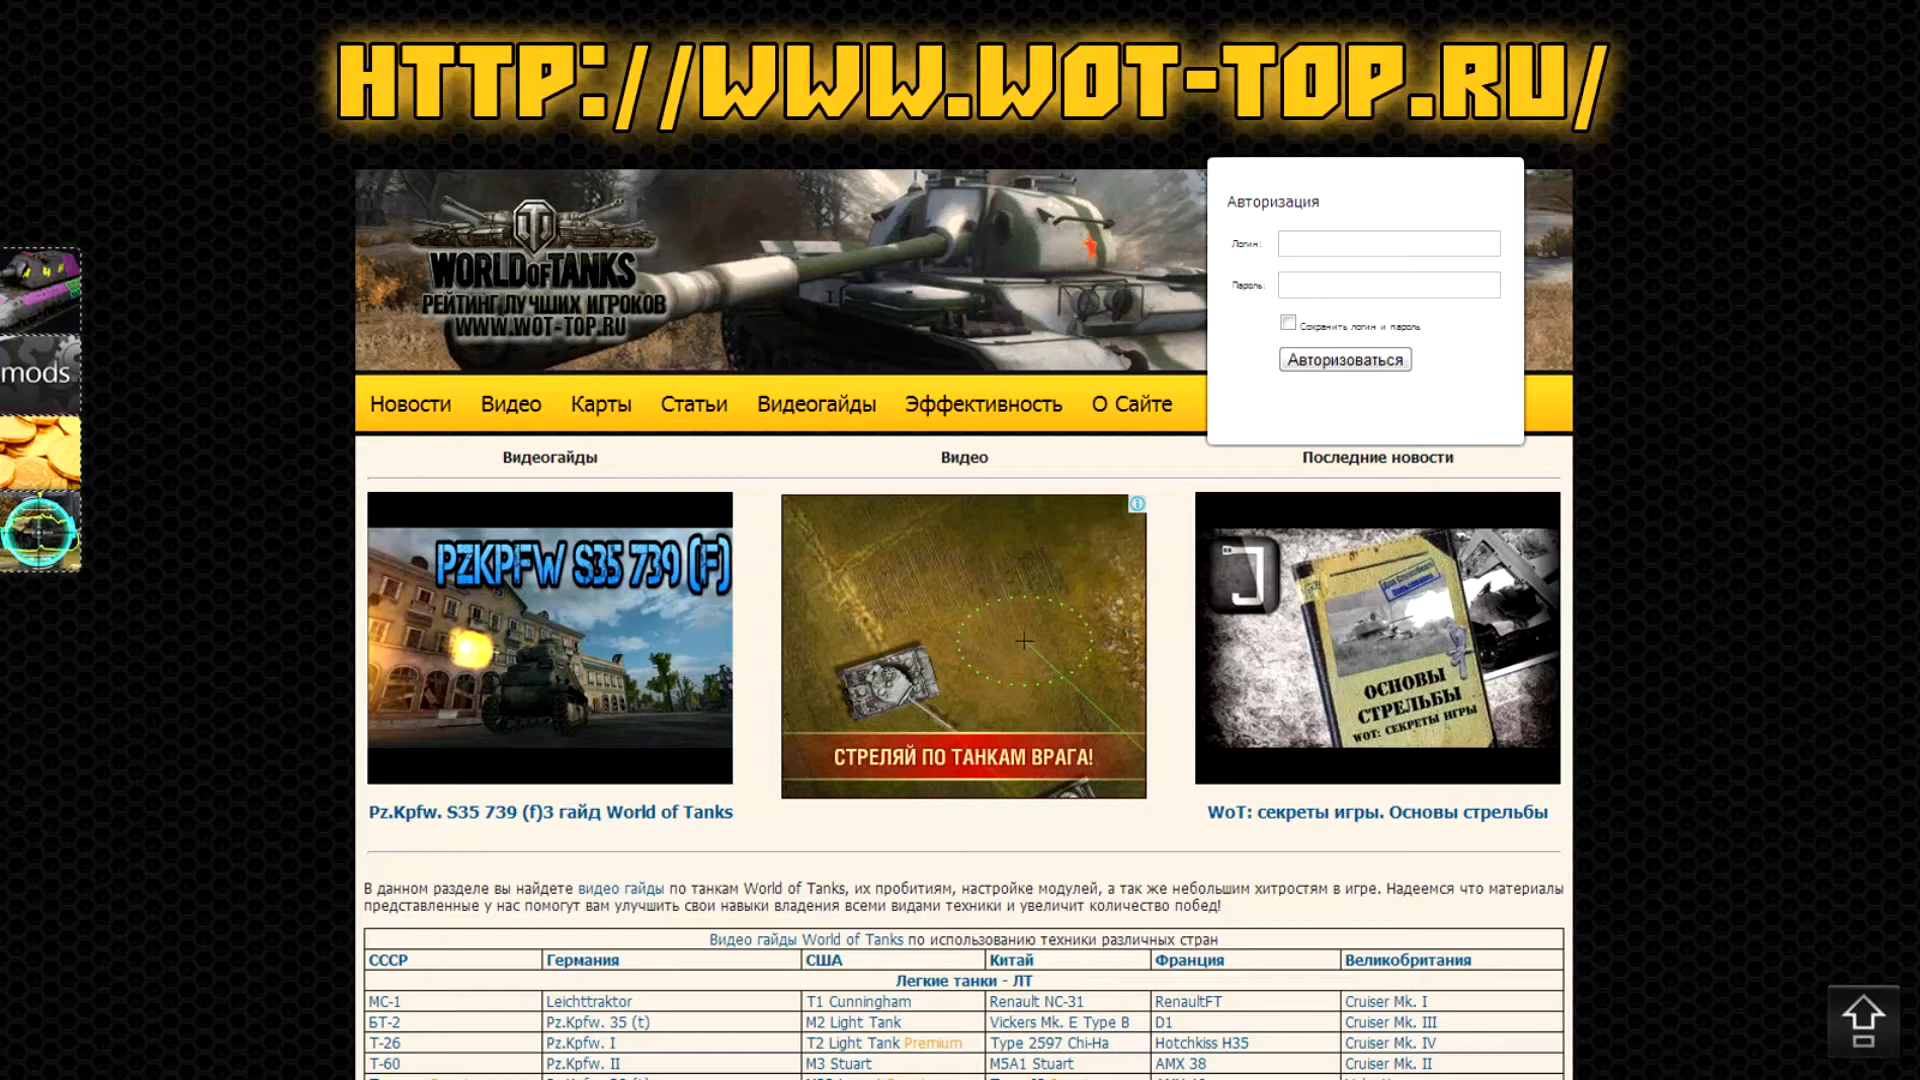 HTTP://WWW.WOT-TOP.RU/
WORLD OF TANKS
РЕЙТИНГ ЛУЧШИХ ИГРОКОВ
WWW.WOT-TOP.RU
Авторизация
Логин:
Пароль:
Сохранить логин и пароль
Авторизоваться
mods
Новости Видео Карты Статьи Видеогайды Эффективность О Сайте
Видеогайды Видео Последние новости
PZKPFW S35 739 (F)
ОСНОВЫ
СТРЕЛЬБЫ
WOT: СЕКРЕТЫ ИГРЫ
СТРЕЛЯЙ ПО ТАНКАМ ВРАГА!
Pz.Kpfw. S35 739 (f)3 гайд World of Tanks
WoT: секреты игры. Основы стрельбы
В данном разделе вы найдете видео гайды по танкам World of Tanks, их пробитиям, настройке модулей, а так же небольшим хитростям в игре. Надеемся что материалы
представленные у нас помогут вам улучшить свои навыки владения всеми видами техники и увеличит количество побед!
Видео гайды World of Tanks по использованию техники различных стран
СССР Германия США Китай Франция Великобритания
Легкие танки - ЛТ
МС-1 Leichttraktor T1 Cunningham Renault NC-31 RenaultFT Cruiser Mk. I
БТ-2 Pz.Kpfw. 35 (t) M2 Light Tank Vickers Mk. E Type B D1 Cruiser Mk. III
Т-26 Pz.Kpfw. I T2 Light Tank Premium Type 2597 Chi-Ha Hotchkiss H35 Cruiser Mk. IV
Т-60 Pz.Kpfw. II M3 Stuart M5A1 Stuart AMX 38 Cruiser Mk. II